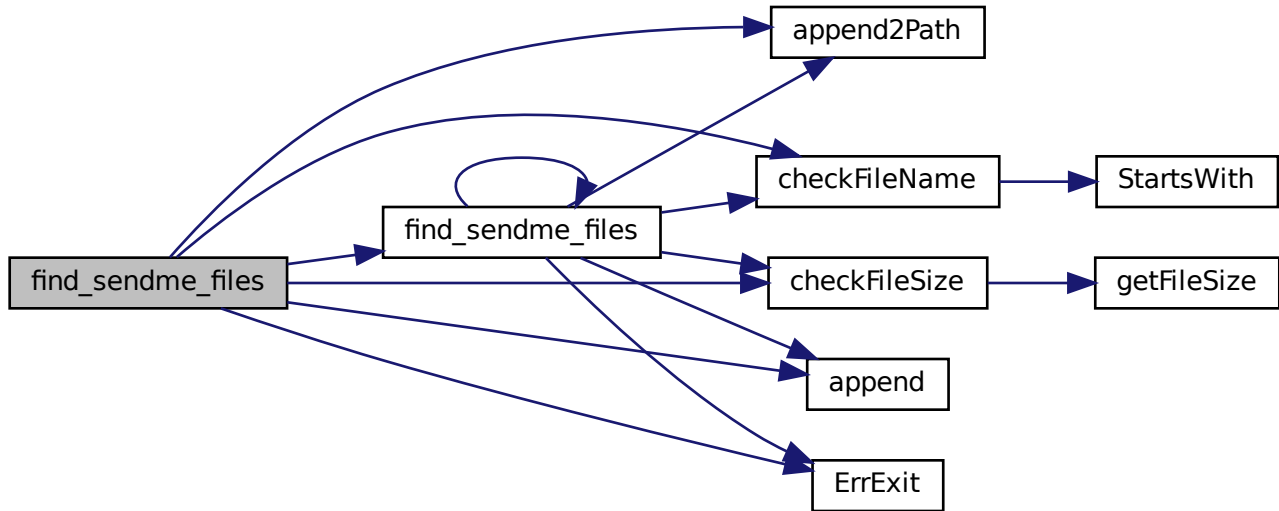 append2Path
checkFileName
StartsWith
find_sendme_files
find_sendme_files
checkFileSize
getFileSize
append
ErrExit